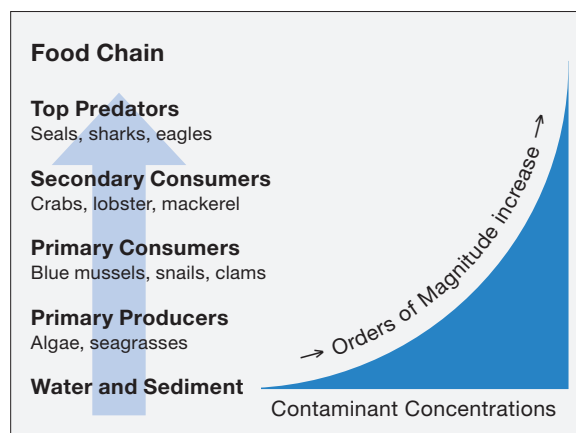 Food Chain
Top Predators
Seals, sharks, eagles
Secondary Consumers
Crabs, lobster, mackerel
Primary Consumers
Blue mussels, snails, clams
Primary Producers
Algae, seagrasses
Water and Sediment
→ Orders of Magnitude increase →
Contaminant Concentrations